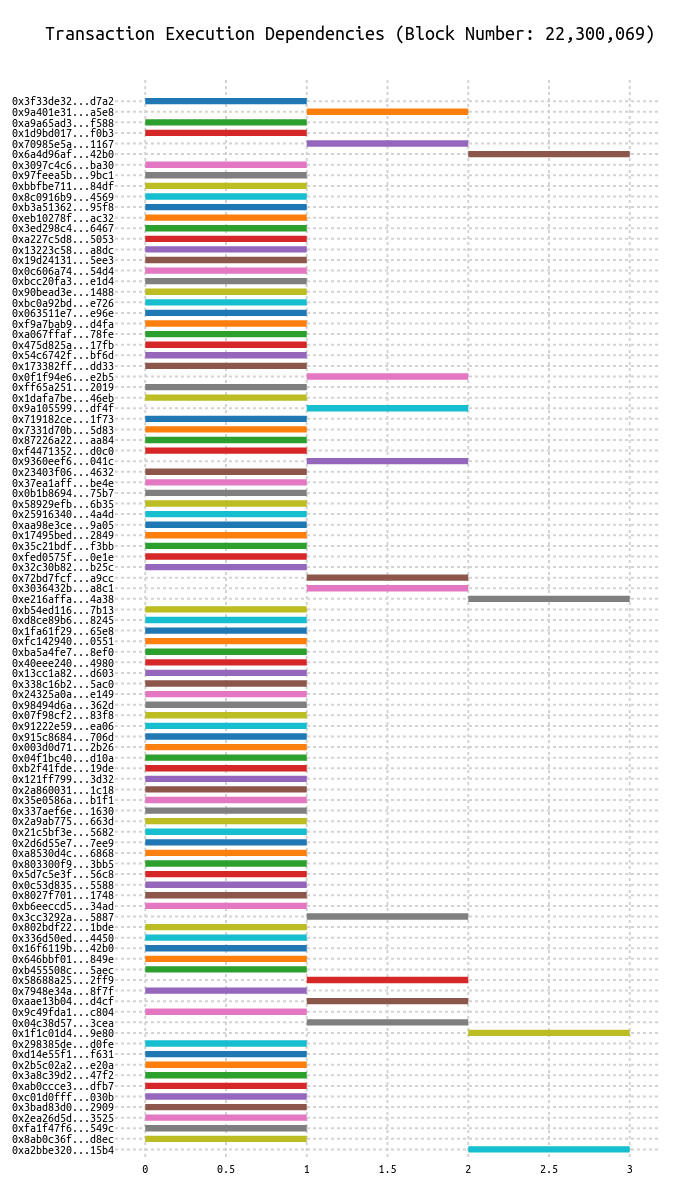 Transaction Execution Dependencies (Block Number: 22,300,069)
0x3f33de32...d7a2
0x9a401e31...a5e8
0xa9a65ad3...f588
0x1d9bd017...f0b3
0x70985e5a...1167
0x6a4d96af...42b0
0x3097c4c6...ba30
0x97feea5b...9bc1
0xbbfbe711...84df
0x8c0916b9...4569
0xb3a51362...95f8
0xeb10278f...ac32
0x3ed298c4...6467
0xa227c5d8...5053
0x13223c58...a8dc
0x19d24131...5ee3
0x0c606a74...54d4
0xbcc20fa3...e1d4
0x90bead3e...1488
0xbc0a92bd...e726
0x063511e7...e96e
0xf9a7bab9...d4fa
0xa067ffaf...78fe
0x475d825a...17fb
0x54c6742f...bf6d
0x173382ff...dd33
0x0f1f94e6...e2b5
0xff65a251...2019
0x1dafa7be...46eb
0x9a105599...df4f
0x719182ce...1f73
0x7331d70b...5d83
0x87226a22...aa84
0xf4471352...d0c0
0x9360eef6...041c
0x23403f06...4632
0x37ea1aff...be4e
0x0b1b8694...75b7
0x58929efb...6b35
0x25916340...4a4d
0xaa98e3ce...9a05
0x17495bed...2849
0x35c21bdf...f3bb
0xfed0575f...0e1e
0x32c30b82...b25c
0x72bd7fcf...a9cc
0x3036432b...a8c1
0xe216affa...4a38
0xb54ed116...7b13
0xd8ce89b6...8245
0x1fa61f29...65e8
0xfc142940...0551
0xba5a4fe7...8ef0
0x40eee240...4980
0x13cc1a82...d603
0x338c16b2...5ac0
0x24325a0a...e149
0x98494d6a...362d
0x07f98cf2...83f8
0x91222e59...ea06
0x915c8684...706d
0x003d0d71...2b26
0x04f1bc40...d10a
0xb2f41fde...19de
0x121ff799...3d32
0x2a860031...1c18
0x35e0586a...b1f1
0x337aef6e...1630
0x2a9ab775...663d
0x21c5bf3e...5682
0x2d6d55e7...7ee9
0xa8530d4c...6868
0x803300f9...3bb5
0x5d7c5e3f...56c8
0x0c53d835...5588
0x8027f701...1748
0xb6eeccd5...34ad
0x3cc3292a...5887
0x802bdf22...1bde
0x336d50ed...4450
0x16f6119b...42b0
0x646bbf01...849e
0xb455508c...5aec
0x58688a25...2ff9
0x7948e34a...8f7f
0xaae13b04...d4cf
0x9c49fda1...c804
0x04c38d57...3cea
0x1f1c01d4...9e80
0x298385de...d0fe
0xd14e55f1...f631
0x2b5c02a2...e20a
0x3a8c39d2...47f2
0xab0ccce3...dfb7
0xc01d0fff...030b
0x3bad83d0...2909
0x2ea26d5d...3525
0xfa1f47f6...549c
0x8ab0c36f...d8ec
0xa2bbe320...15b4
0 0.5 1 1.5 2 2.5 3